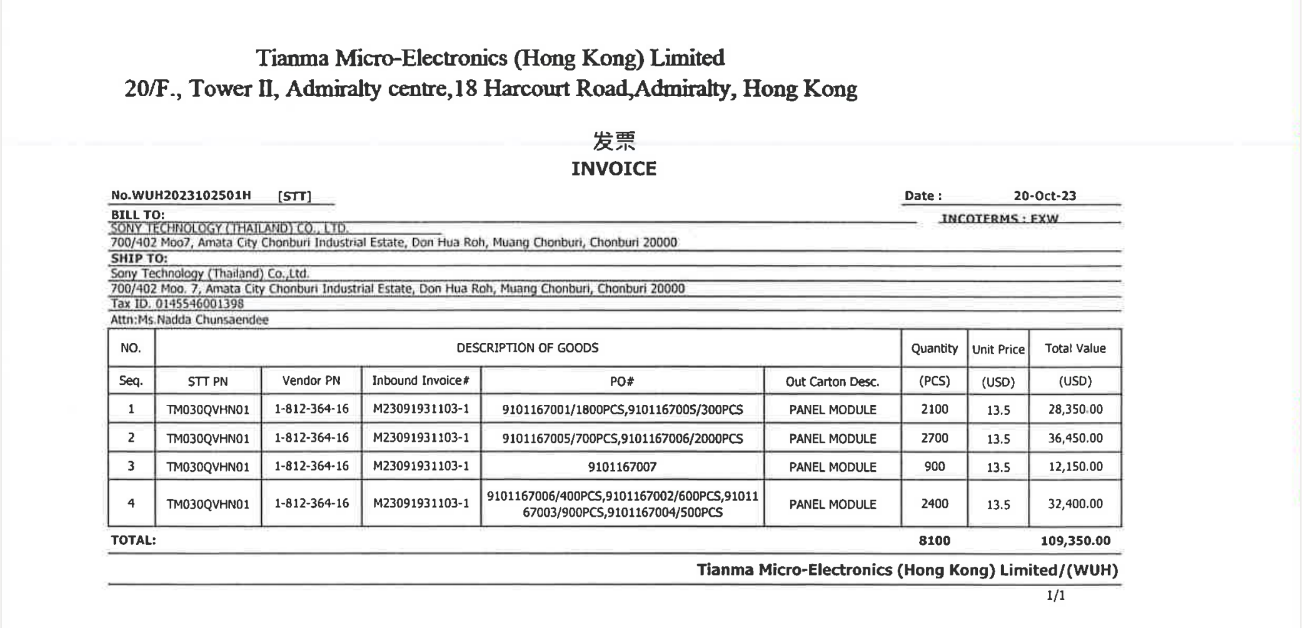 Tianma Micro-Electronics (Hong Kong) Limited
20/F., Tower II, Admiralty centre,18 Harcourt Road,Admiralty, Hong Kong
发票
INVOICE
No.WUH2023102501H [STT] Date : 20-Oct-23
BILL TO: INCOTERMS : EXW
SONY TECHNOLOGY (THAILAND) CO., LTD.
700/402 Moo7, Amata City Chonburi Industrial Estate, Don Hua Roh, Muang Chonburi, Chonburi 20000
SHIP TO:
Sony Technology (Thailand) Co.,Ltd.
700/402 Moo. 7, Amata City Chonburi Industrial Estate, Don Hua Roh, Muang Chonburi, Chonburi 20000
Tax ID. 0145546001398
Attn:Ms.Nadda Chunsaendee
NO. DESCRIPTION OF GOODS Quantity Unit Price Total Value
Seq. STT PN Vendor PN Inbound Invoice# PO# Out Carton Desc. (PCS) (USD) (USD)
1 TM030QVHN01 1-812-364-16 M23091931103-1 9101167001/1800PCS,9101167005/300PCS PANEL MODULE 2100 13.5 28,350.00
2 TM030QVHN01 1-812-364-16 M23091931103-1 9101167005/700PCS,9101167006/2000PCS PANEL MODULE 2700 13.5 36,450.00
3 TM030QVHN01 1-812-364-16 M23091931103-1 9101167007 PANEL MODULE 900 13.5 12,150.00
4 TM030QVHN01 1-812-364-16 M23091931103-1 9101167006/400PCS,9101167002/600PCS,91011
67003/900PCS,9101167004/500PCS PANEL MODULE 2400 13.5 32,400.00
TOTAL: 8100 109,350.00
Tianma Micro-Electronics (Hong Kong) Limited/(WUH)
1/1